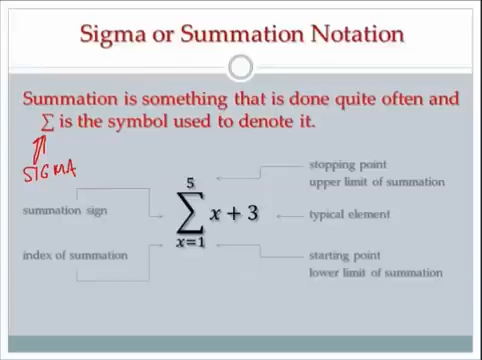 Sigma or Summation Notation
Summation is something that is done quite often and
∑ is the symbol used to denote it.
SIGMA
stopping point
upper limit of summation
5
summation sign
∑ x + 3
typical element
x=1
index of summation
starting point
lower limit of summation